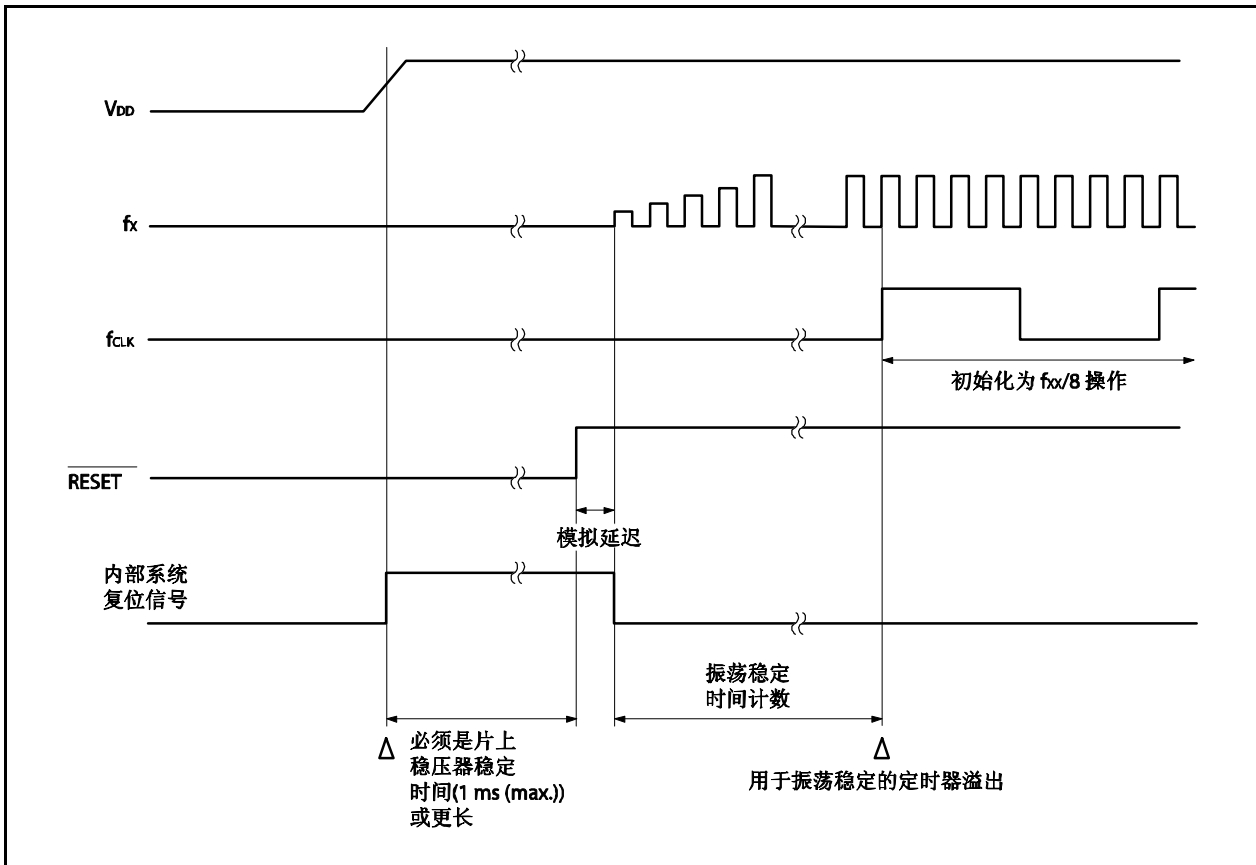 VDD
fX
fCLK
初始化为 fXX/8 操作
RESET
模拟延迟
内部系统
复位信号
振荡稳定
时间计数
必须是片上
稳压器稳定
时间(1 ms (max.))
或更长
用于振荡稳定的定时器溢出